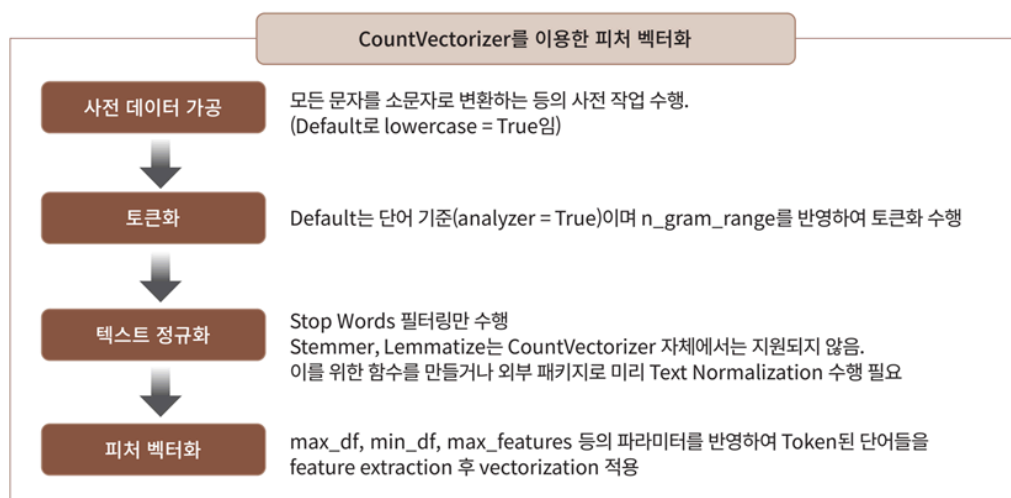 CountVectorizer를 이용한 피처 벡터화
사전 데이터 가공
모든 문자를 소문자로 변환하는 등의 사전 작업 수행.
(Default로 lowercase = True임)
토큰화
Default는 단어 기준(analyzer = True)이며 n_gram_range를 반영하여 토큰화 수행
텍스트 정규화
Stop Words 필터링만 수행
Stemmer, Lemmatize는 CountVectorizer 자체에서는 지원되지 않음.
이를 위한 함수를 만들거나 외부 패키지로 미리 Text Normalization 수행 필요
피처 벡터화
max_df, min_df, max_features 등의 파라미터를 반영하여 Token된 단어들을
feature extraction 후 vectorization 적용